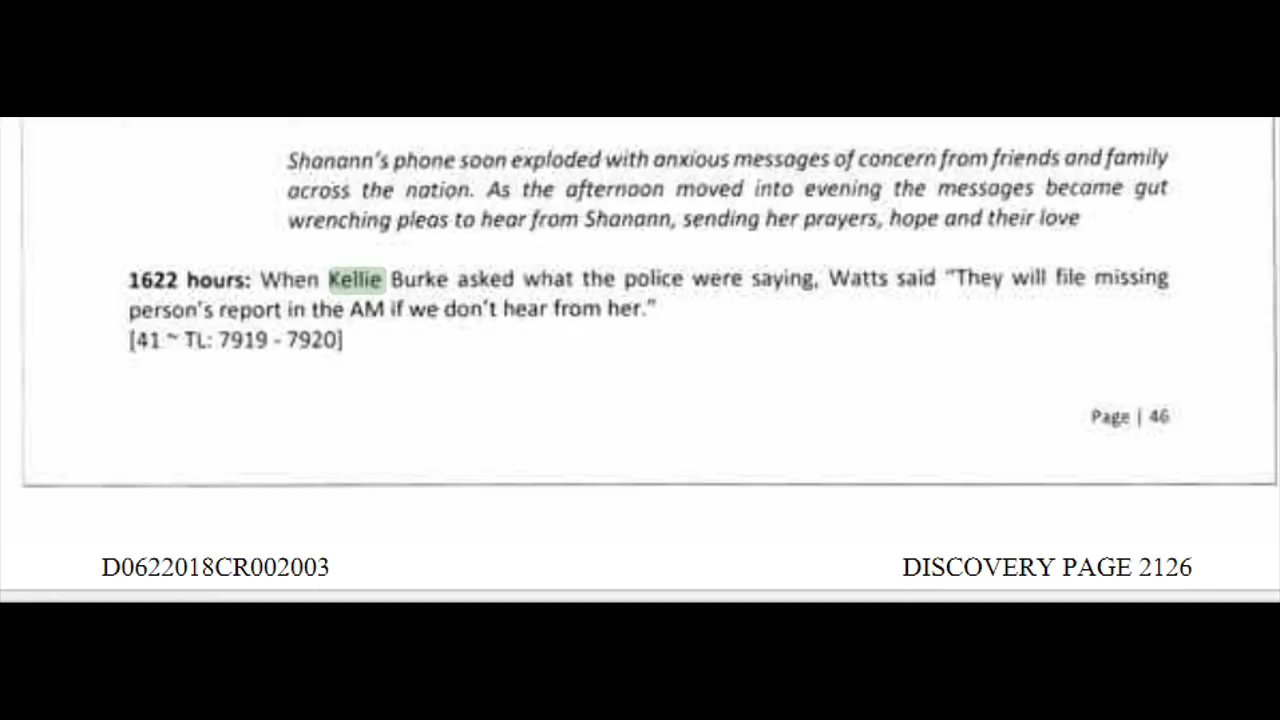 Shanann's phone soon exploded with anxious messages of concern from friends and family
across the nation. As the afternoon moved into evening the messages became gut
wrenching pleas to hear from Shanann, sending her prayers, hope and their love
1622 hours: When Kellie Burke asked what the police were saying, Watts said "They will file missing
person's report in the AM if we don't hear from her."
[41 ~ TL: 7919 - 7920]
Page | 46
D0622018CR002003 DISCOVERY PAGE 2126